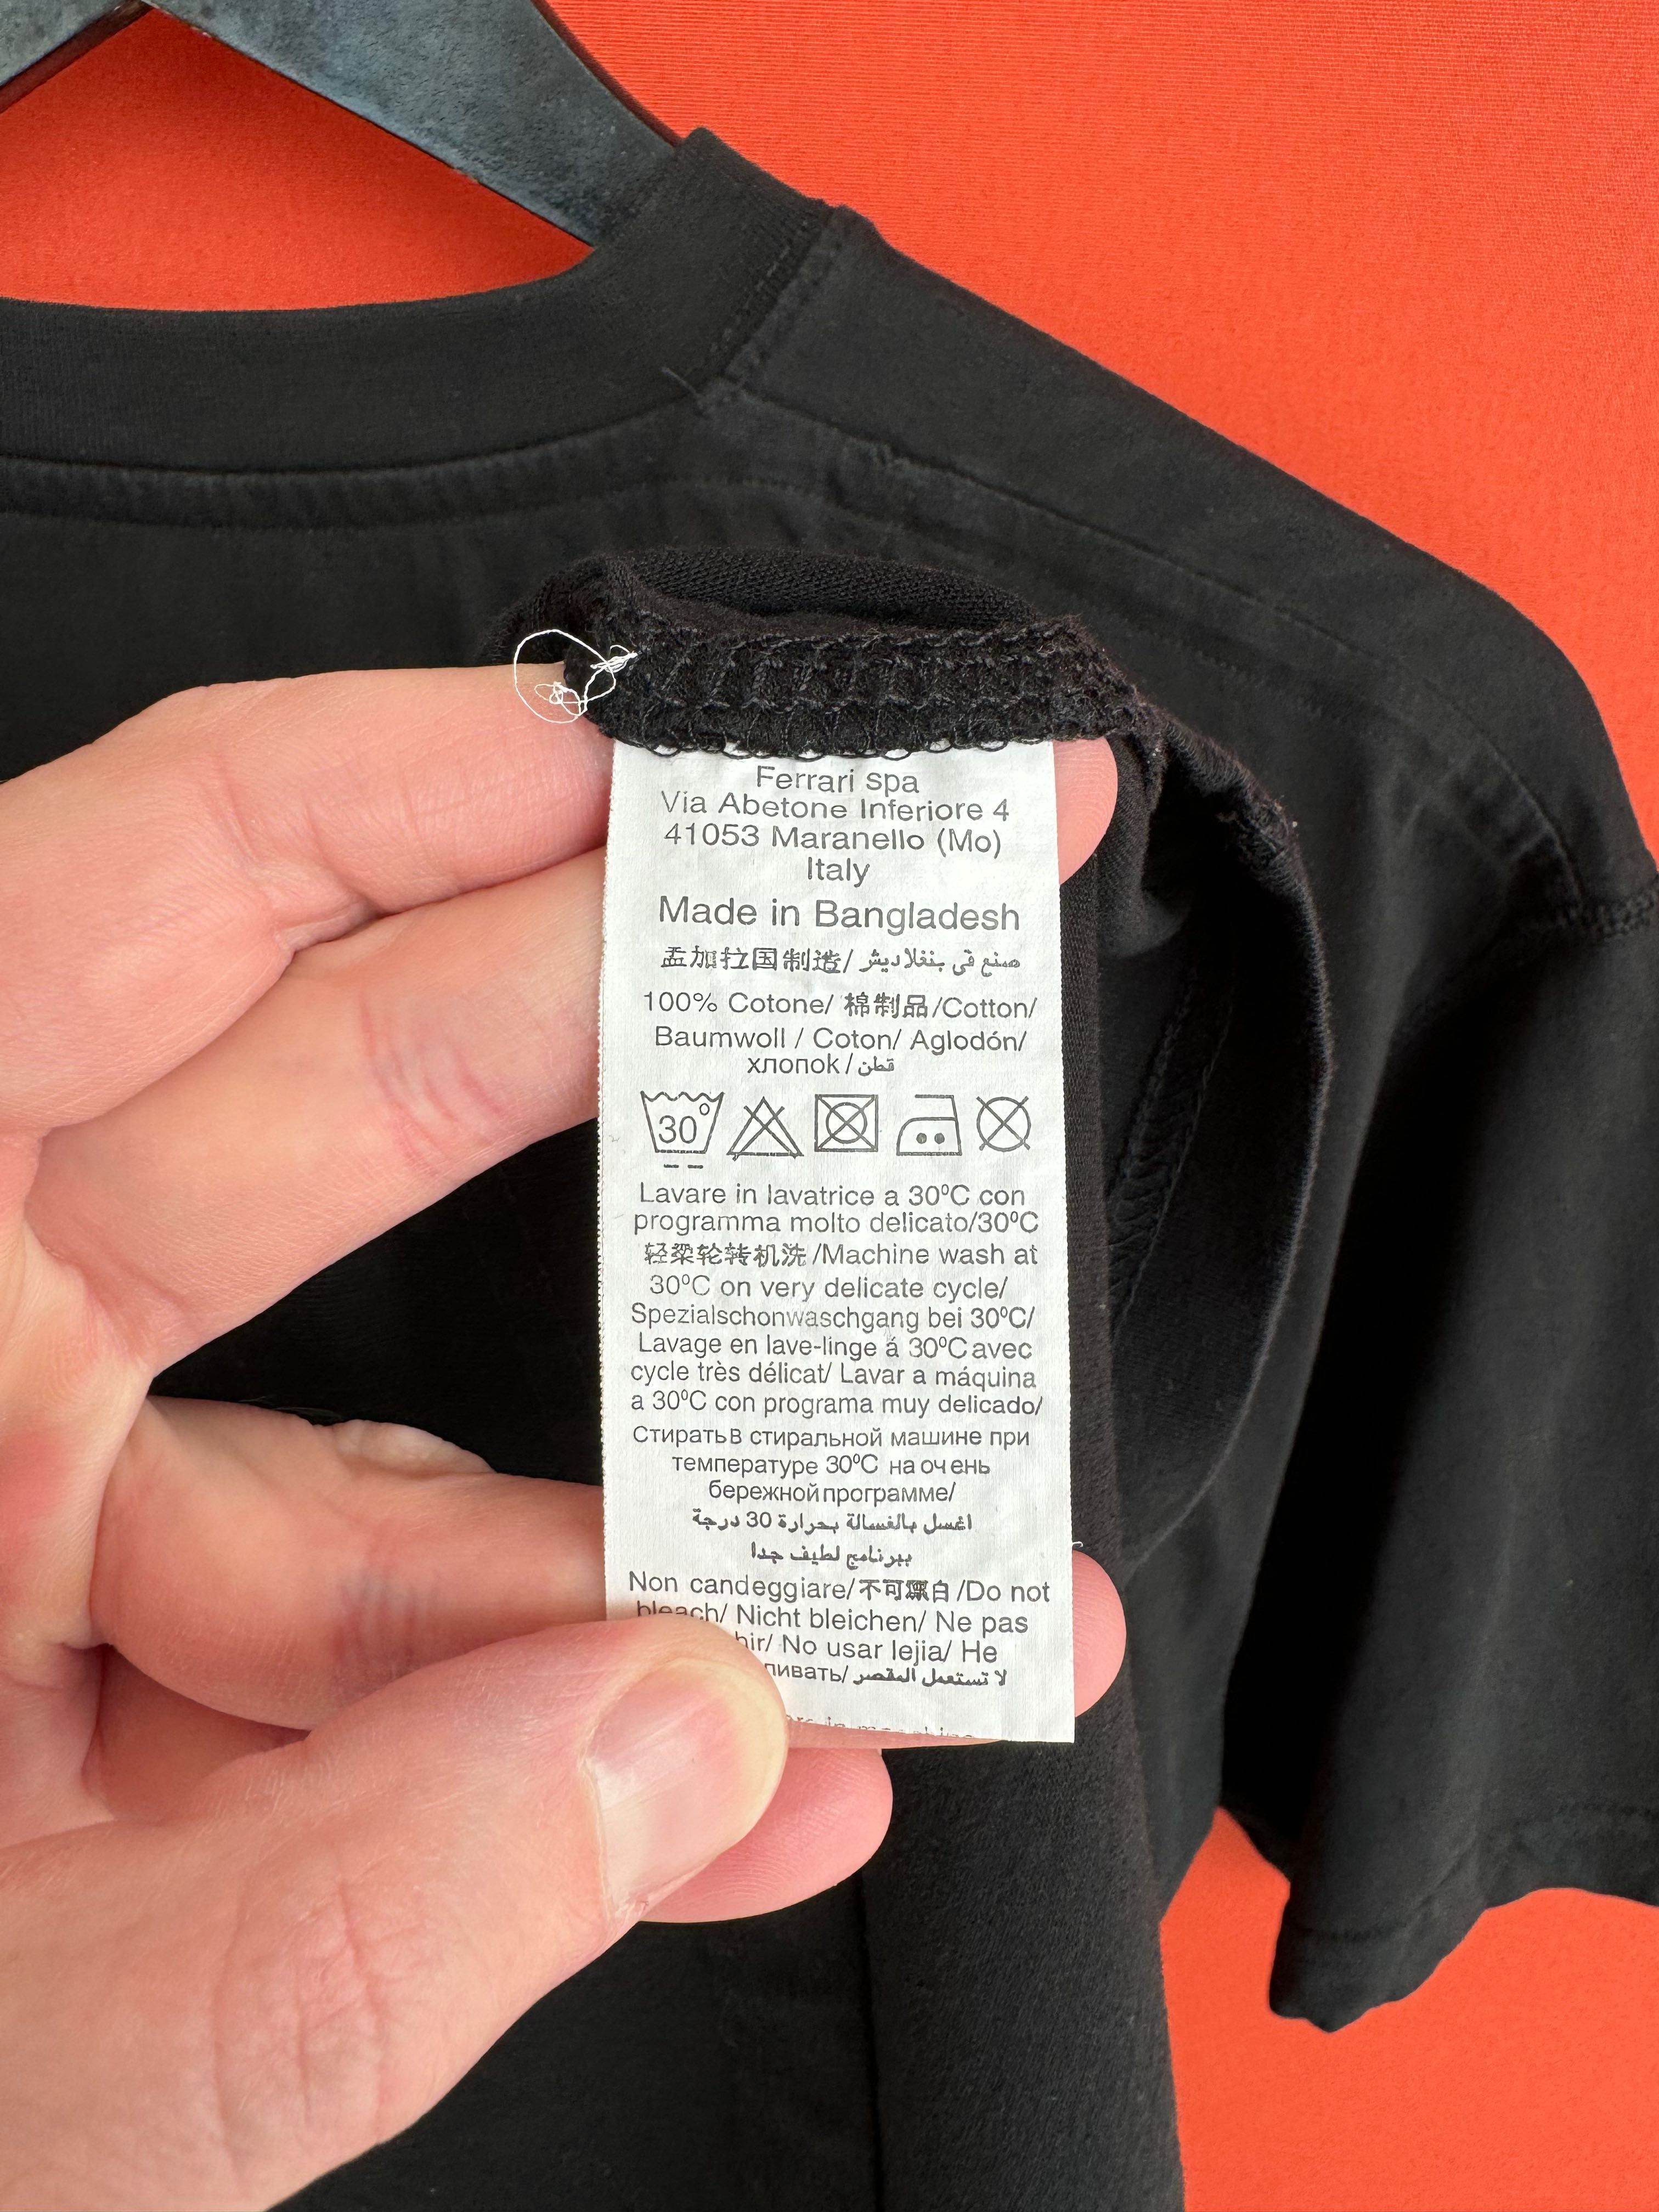 Ferrari spa
Via Abetone Inferiore 4
41053 Maranello (Mo)
Italy
Made in Bangladesh
孟加拉国制造/ صنع في بنغلاديش
100% Cotone/ 棉制品/Cotton/
Baumwoll / Coton/ Aglodón/
хлопок/قطن
30°
Lavare in lavatrice a 30ºC con
programma molto delicato/30ºC
轻柔轮转机洗/Machine wash at
30ºC on very delicate cycle/
Spezialschonwaschgang bei 30ºC/
Lavage en lave-linge á 30ºC avec
cycle très délicat/ Lavar a máquina
a 30ºC con programa muy delicado/
Стирать в стиральной машине при
температуре 30ºC на очень
бережной программе/
اغسل بالغسالة بحرارة 30 درجة
ببرنامج لطيف جدا
Non candeggiare/不可漂白/Do not
bleach/ Nicht bleichen/ Ne pas
No usar lejia/ Не
لا تستعمل المقصر